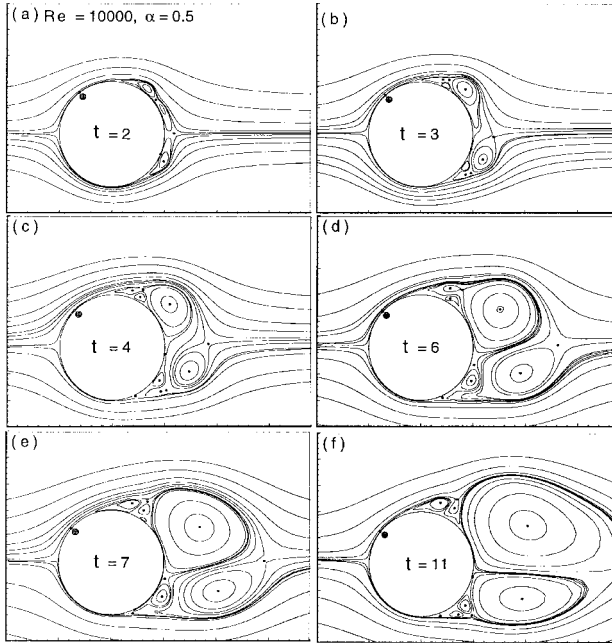 (a) Re = 10000, α = 0.5
t = 2
(b)
t = 3
(c)
t = 4
(d)
t = 6
(e)
t = 7
(f)
t = 11